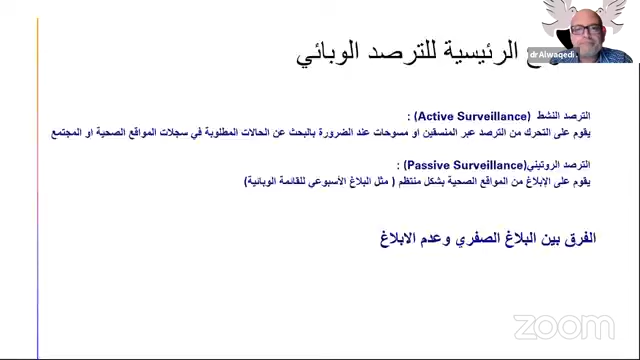 dr Alwaqedi
الرئيسية للترصد الوبائي
الترصد النشط (Active Surveillance) :
يقوم على التحرك من الترصد عبر المنسقين او مسوحات عند الضرورة بالبحث عن الحالات المطلوبة في سجلات المواقع الصحية او المجتمع
الترصد الروتيني(Passive Surveillance) :
يقوم على الإبلاغ من المواقع الصحية بشكل منتظم ( مثل البلاغ الأسبوعي للقائمة الوبائية)
الفرق بين البلاغ الصفري وعدم الابلاغ
zoom